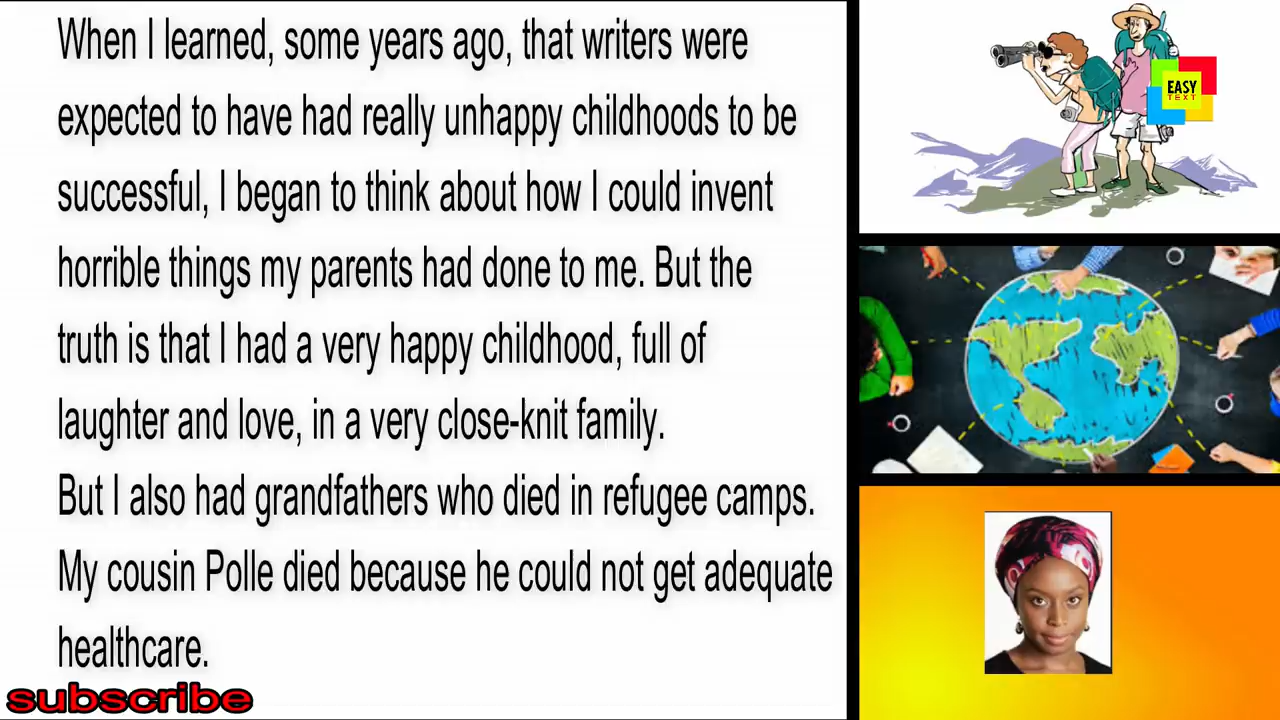 When I learned, some years ago, that writers were
expected to have had really unhappy childhoods to be
successful, I began to think about how I could invent
horrible things my parents had done to me. But the
truth is that I had a very happy childhood, full of
laughter and love, in a very close-knit family.
But I also had grandfathers who died in refugee camps.
My cousin Polle died because he could not get adequate
healthcare.
subscribe
EASY
TEXT